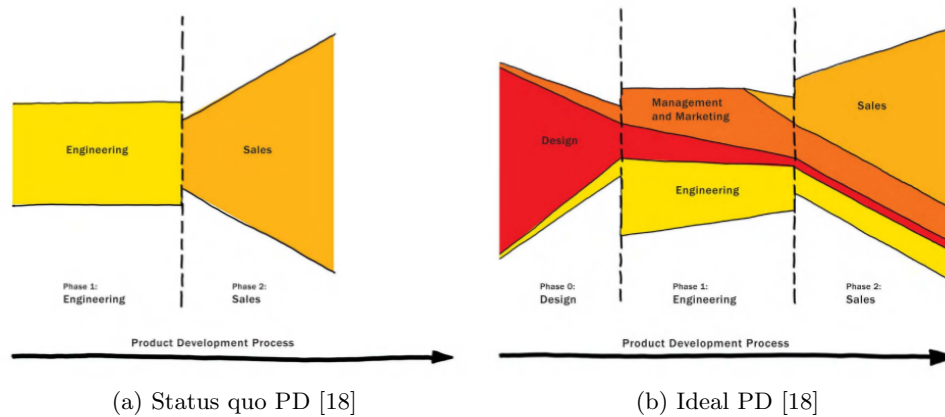 Engineering
Sales
Phase 1:
Engineering
Phase 2:
Sales
Product Development Process
(a) Status quo PD [18]
Design
Management
and Marketing
Engineering
Sales
Phase 0:
Design
Phase 1:
Engineering
Phase 2:
Sales
Product Development Process
(b) Ideal PD [18]